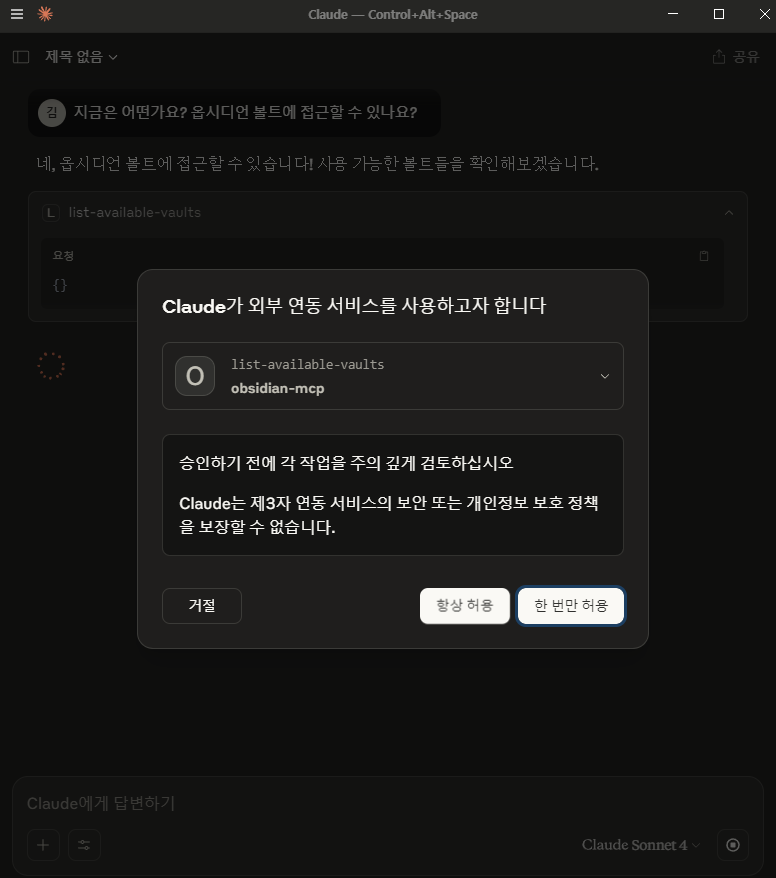 Claude — Control+Alt+Space
제목 없음
공유
김
지금은 어떤가요? 옵시디언 볼트에 접근할 수 있나요?
네, 옵시디언 볼트에 접근할 수 있습니다! 사용 가능한 볼트들을 확인해보겠습니다.
L list-available-vaults
요청
{}
Claude가 외부 연동 서비스를 사용하고자 합니다
O
list-available-vaults
obsidian-mcp
승인하기 전에 각 작업을 주의 깊게 검토하십시오
Claude는 제3자 연동 서비스의 보안 또는 개인정보 보호 정책
을 보장할 수 없습니다.
거절
항상 허용
한 번만 허용
Claude에게 답변하기
Claude Sonnet 4